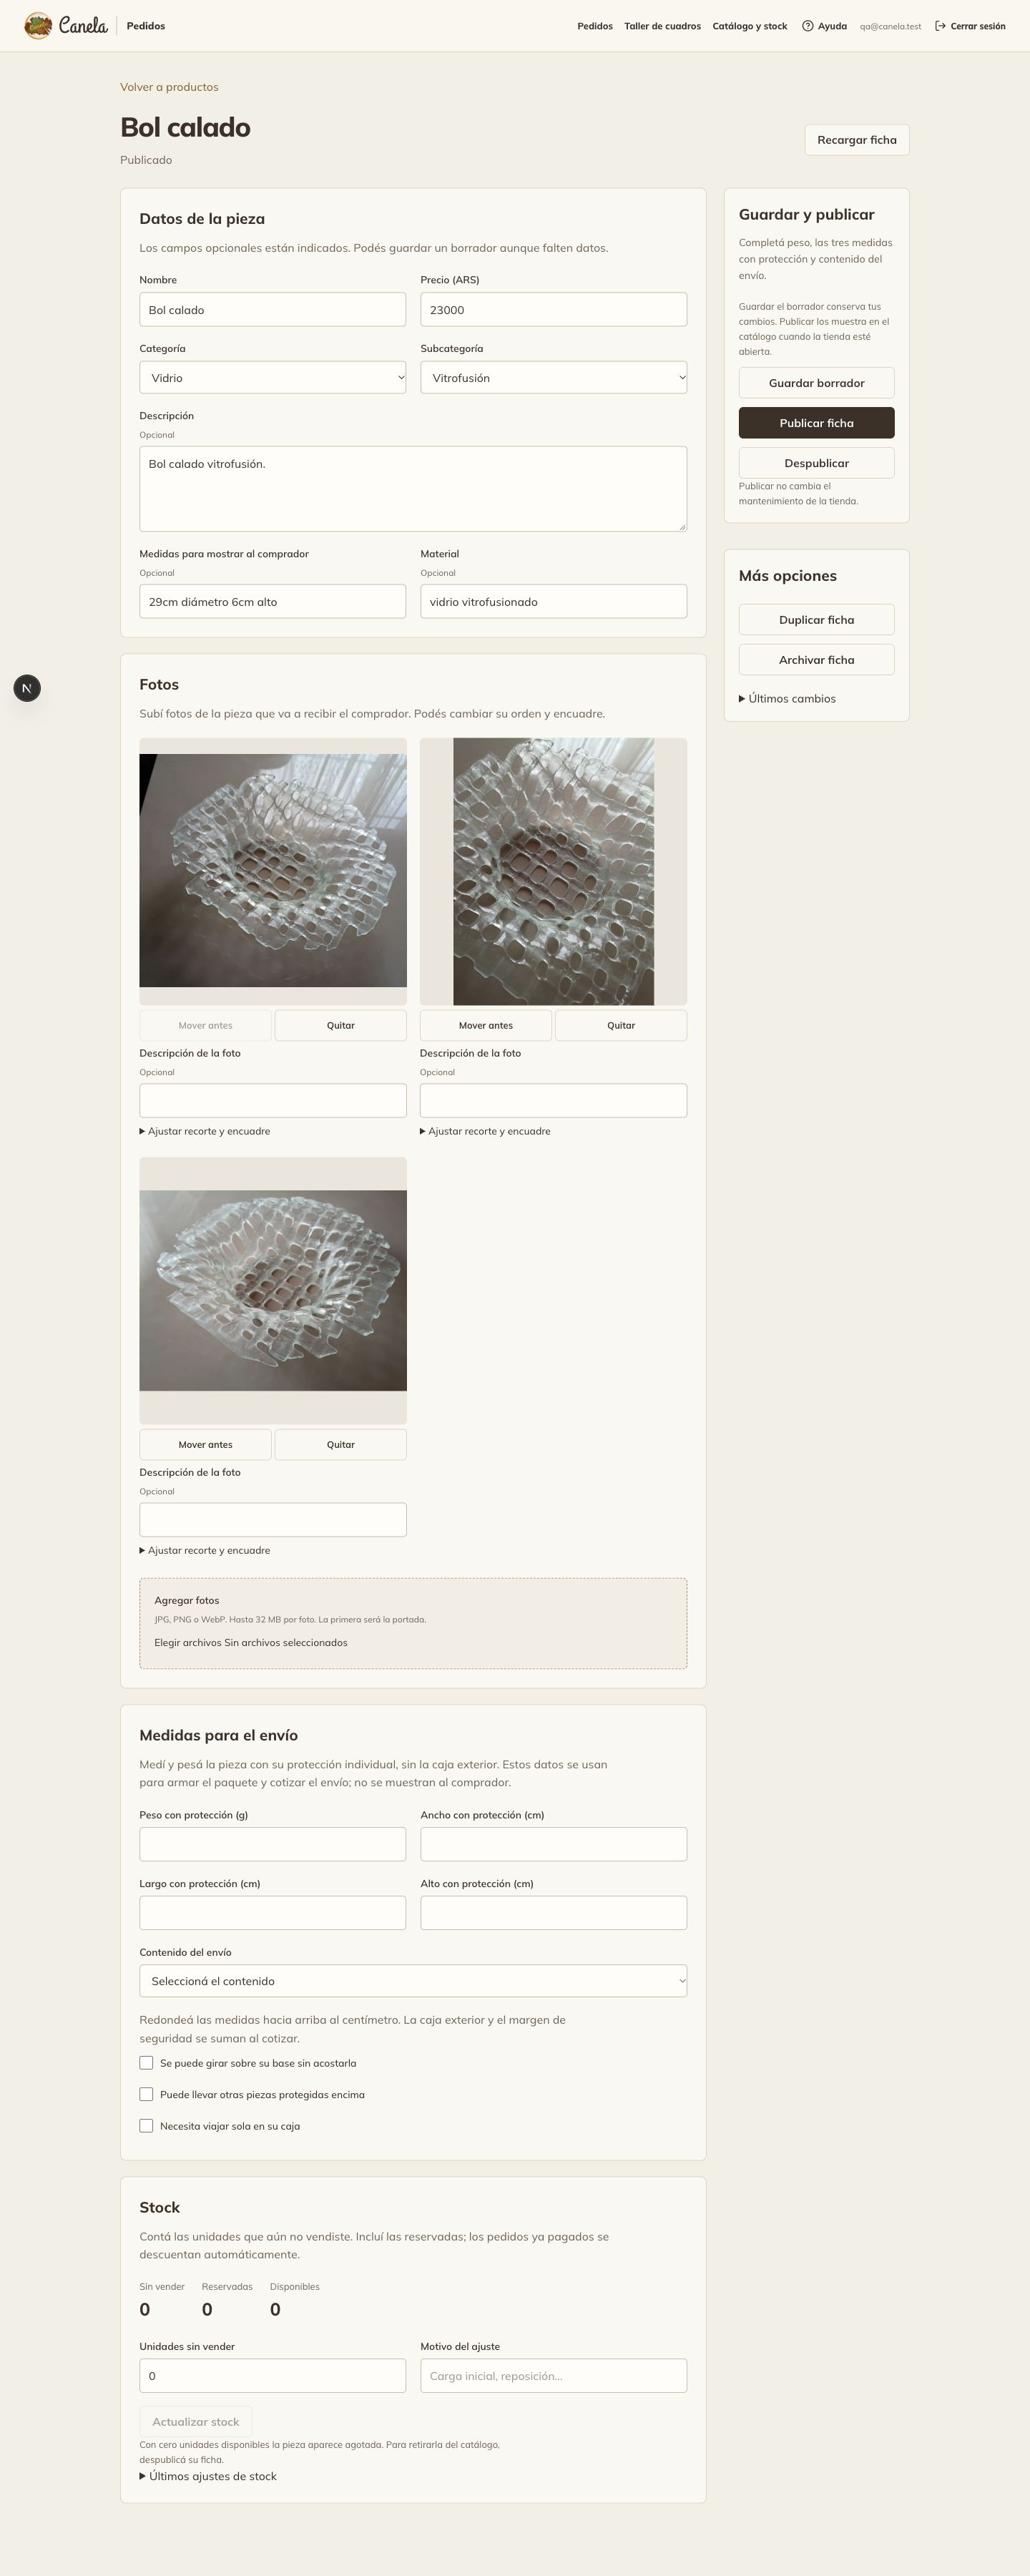 Canela
Pedidos
Pedidos
Taller de cuadros
Catálogo y stock
Ayuda
qa@canela.test
Cerrar sesión
Volver a productos
Bol calado
Publicado
Recargar ficha
Datos de la pieza
Los campos opcionales están indicados. Podés guardar un borrador aunque falten datos.
Nombre
Precio (ARS)
Bol calado
23000
Categoría
Subcategoría
Vidrio
Vitrofusión
Descripción
Opcional
Bol calado vitrofusión.
Medidas para mostrar al comprador
Material
Opcional
Opcional
29cm diámetro 6cm alto
vidrio vitrofusionado
Guardar y publicar
Completá peso, las tres medidas
con protección y contenido del
envío.
Guardar el borrador conserva tus
cambios. Publicar los muestra en el
catálogo cuando la tienda esté
abierta.
Guardar borrador
Publicar ficha
Despublicar
Publicar no cambia el
mantenimiento de la tienda.
Más opciones
Duplicar ficha
Archivar ficha
Últimos cambios
N
Fotos
Subí fotos de la pieza que va a recibir el comprador. Podés cambiar su orden y encuadre.
Mover antes
Quitar
Mover antes
Quitar
Descripción de la foto
Descripción de la foto
Opcional
Opcional
Ajustar recorte y encuadre
Ajustar recorte y encuadre
Mover antes
Quitar
Descripción de la foto
Opcional
Ajustar recorte y encuadre
Agregar fotos
JPG, PNG o WebP. Hasta 32 MB por foto. La primera será la portada.
Elegir archivos Sin archivos seleccionados
Medidas para el envío
Medí y pesá la pieza con su protección individual, sin la caja exterior. Estos datos se usan
para armar el paquete y cotizar el envío; no se muestran al comprador.
Peso con protección (g)
Ancho con protección (cm)
Largo con protección (cm)
Alto con protección (cm)
Contenido del envío
Seleccioná el contenido
Redondeá las medidas hacia arriba al centímetro. La caja exterior y el margen de
seguridad se suman al cotizar.
Se puede girar sobre su base sin acostarla
Puede llevar otras piezas protegidas encima
Necesita viajar sola en su caja
Stock
Contá las unidades que aún no vendiste. Incluí las reservadas; los pedidos ya pagados se
descuentan automáticamente.
Sin vender
Reservadas
Disponibles
0
0
0
Unidades sin vender
Motivo del ajuste
0
Carga inicial, reposición...
Actualizar stock
Con cero unidades disponibles la pieza aparece agotada. Para retirarla del catálogo,
despublicá su ficha.
Últimos ajustes de stock